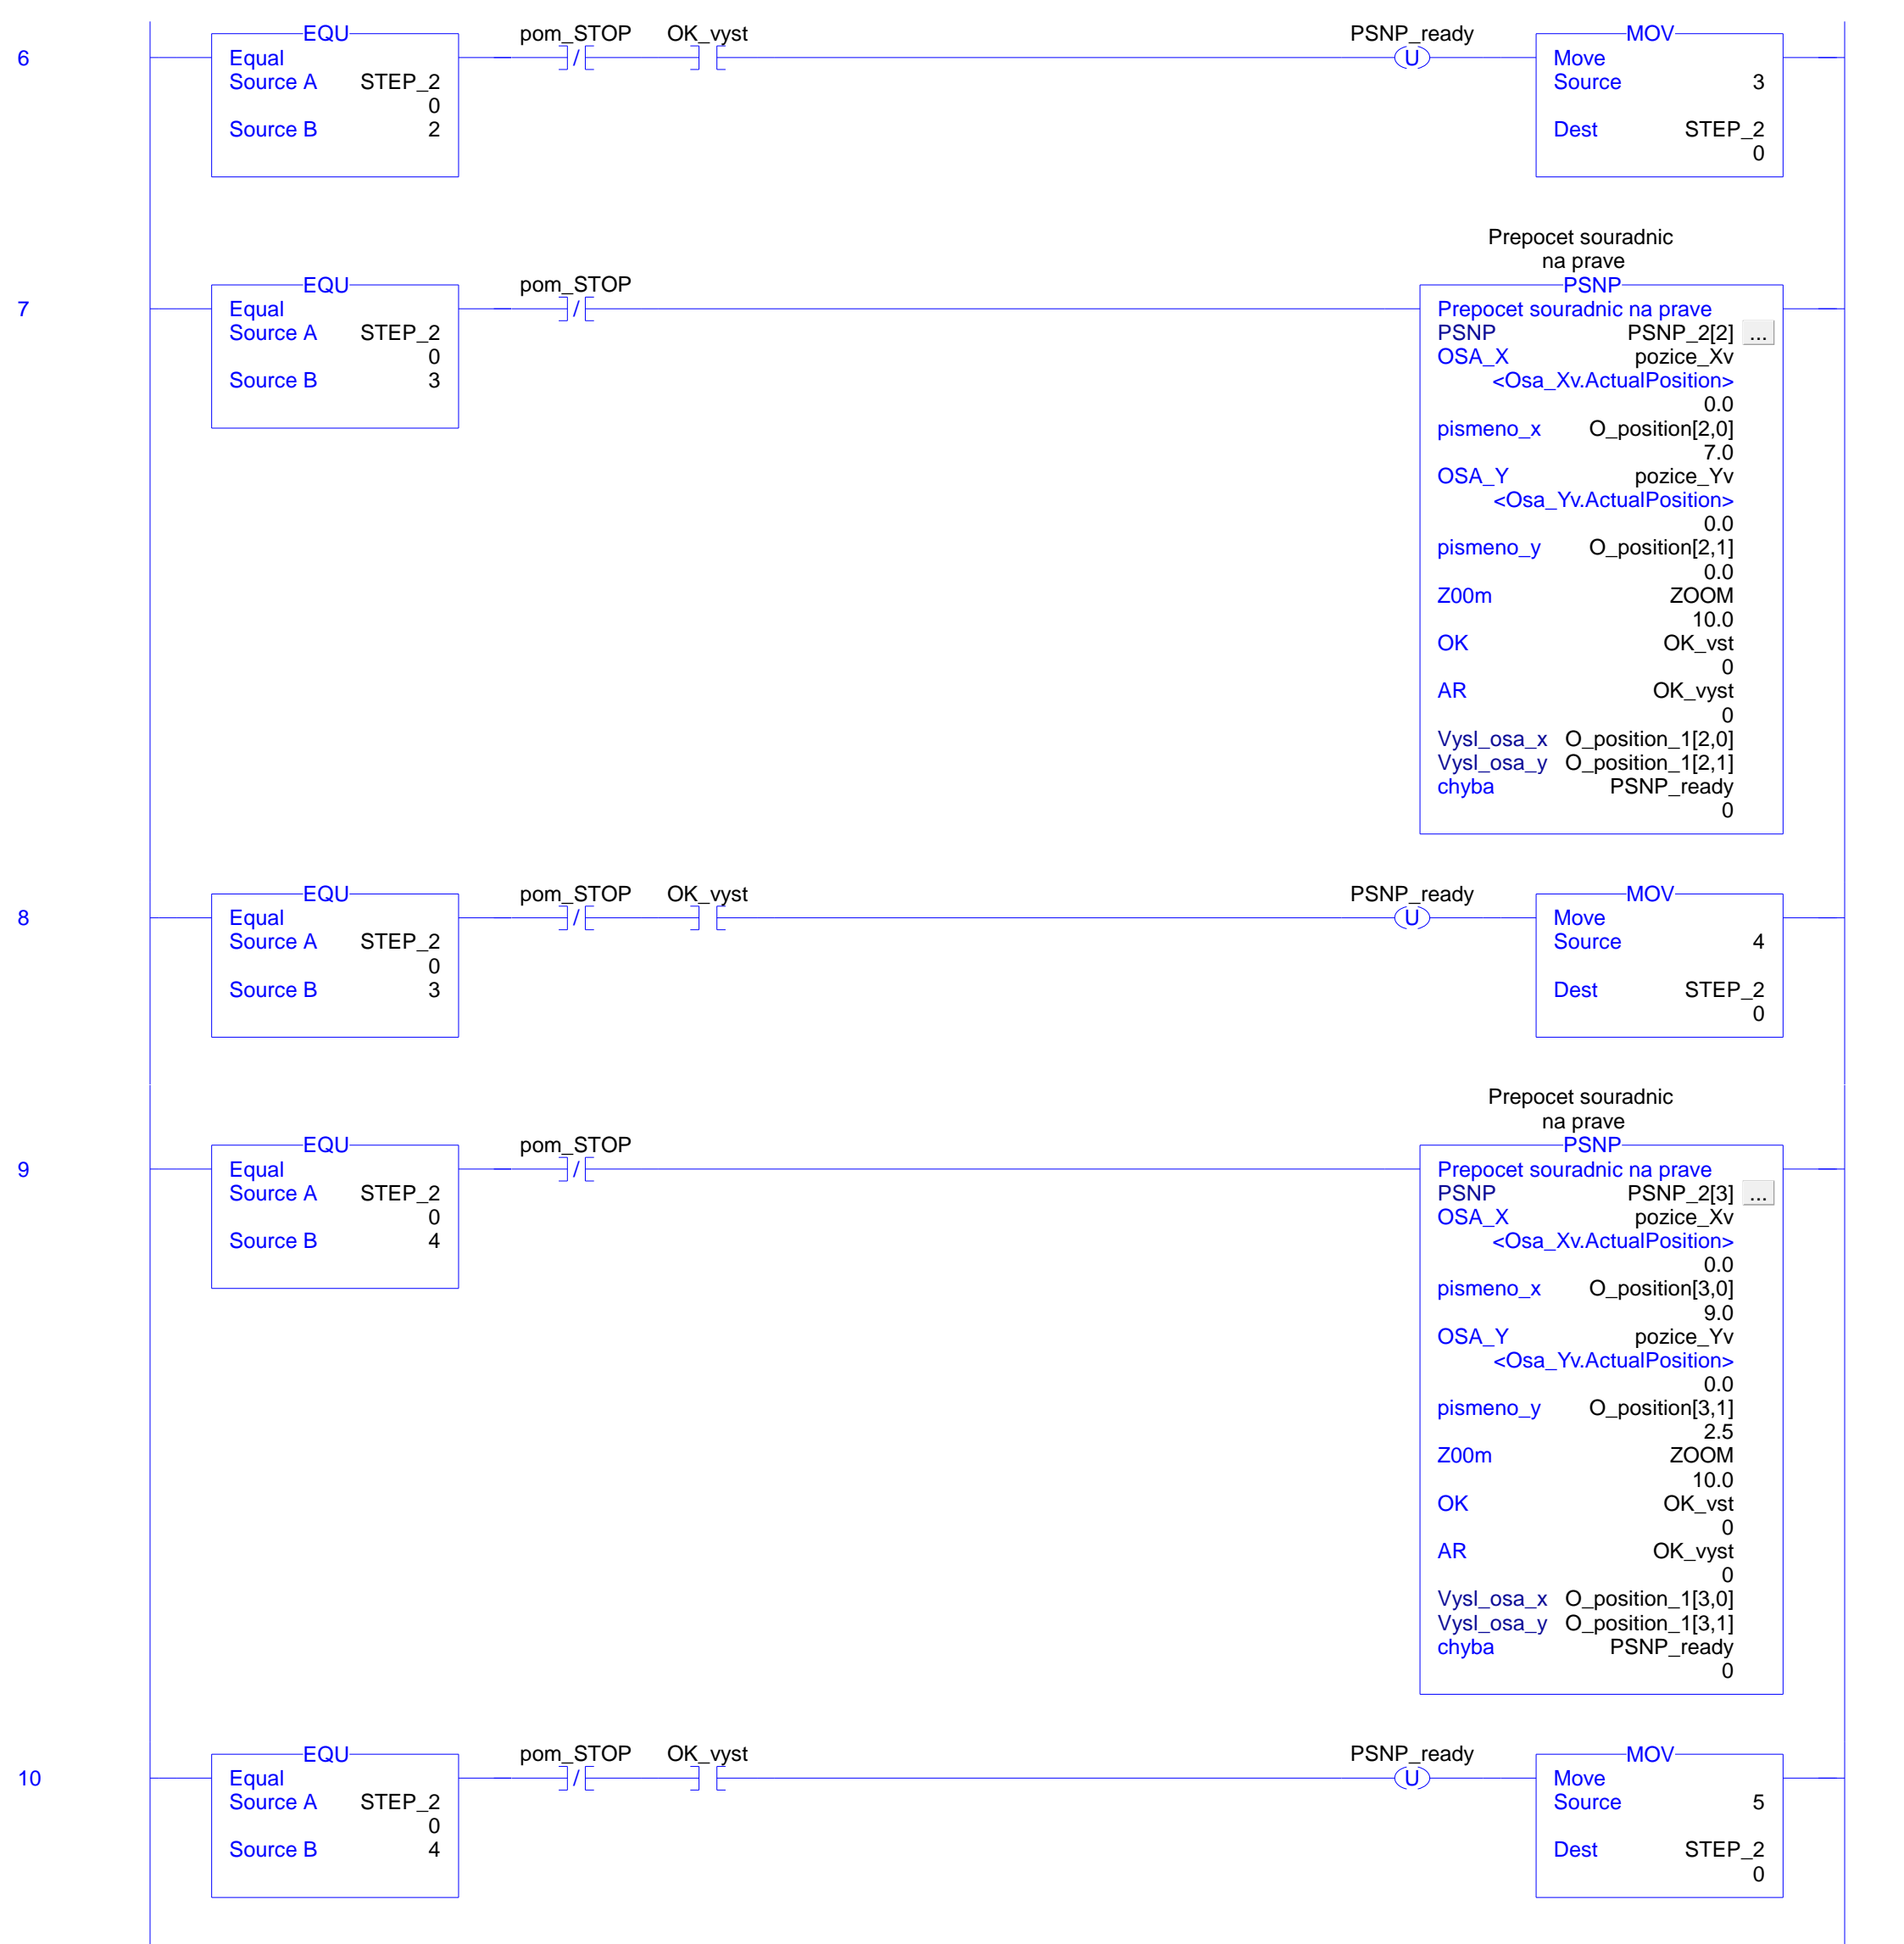 6
EQU
Equal
Source A STEP_2
0
Source B 2
pom_STOP
OK_vyst
PSNP_ready
U
MOV
Move
Source 3
Dest STEP_2
0
7
EQU
Equal
Source A STEP_2
0
Source B 3
pom_STOP
Prepocet souradnic
na prave
PSNP
Prepocet souradnic na prave
PSNP PSNP_2[2] ...
OSA_X pozice_Xv
<Osa_Xv.ActualPosition>
0.0
pismeno_x O_position[2,0]
7.0
OSA_Y pozice_Yv
<Osa_Yv.ActualPosition>
0.0
pismeno_y O_position[2,1]
0.0
Z00m ZOOM
10.0
OK OK_vst
0
AR OK_vyst
0
Vysl_osa_x O_position_1[2,0]
Vysl_osa_y O_position_1[2,1]
chyba PSNP_ready
0
8
EQU
Equal
Source A STEP_2
0
Source B 3
pom_STOP
OK_vyst
PSNP_ready
U
MOV
Move
Source 4
Dest STEP_2
0
9
EQU
Equal
Source A STEP_2
0
Source B 4
pom_STOP
Prepocet souradnic
na prave
PSNP
Prepocet souradnic na prave
PSNP PSNP_2[3] ...
OSA_X pozice_Xv
<Osa_Xv.ActualPosition>
0.0
pismeno_x O_position[3,0]
9.0
OSA_Y pozice_Yv
<Osa_Yv.ActualPosition>
0.0
pismeno_y O_position[3,1]
2.5
Z00m ZOOM
10.0
OK OK_vst
0
AR OK_vyst
0
Vysl_osa_x O_position_1[3,0]
Vysl_osa_y O_position_1[3,1]
chyba PSNP_ready
0
10
EQU
Equal
Source A STEP_2
0
Source B 4
pom_STOP
OK_vyst
PSNP_ready
U
MOV
Move
Source 5
Dest STEP_2
0